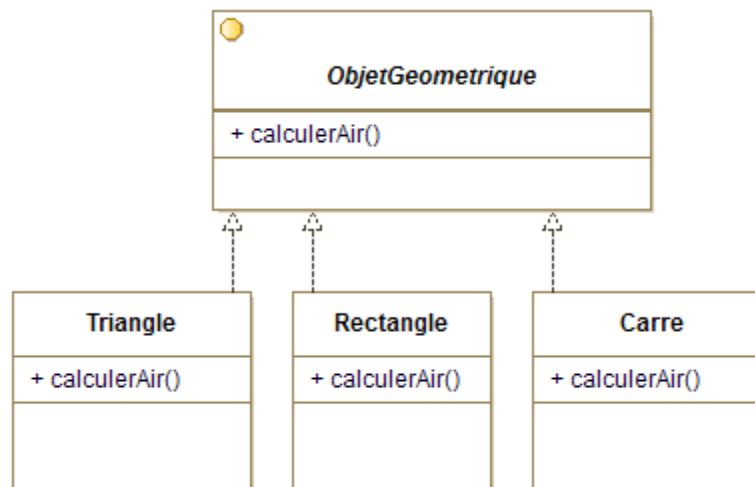 ObjetGeometrique
+ calculerAir()
Triangle
+ calculerAir()
Rectangle
+ calculerAir()
Carre
+ calculerAir()